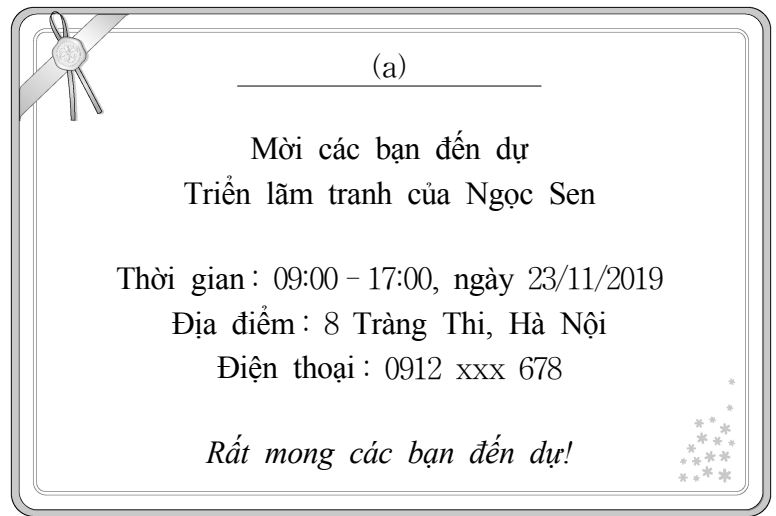 (a)
Mời các bạn đến dự
Triển lãm tranh của Ngọc Sen
Thời gian : 09:00 - 17:00, ngày 23/11/2019
Địa điểm : 8 Tràng Thi, Hà Nội
Điện thoại : 0912 xxx 678
Rất mong các bạn đến dự!